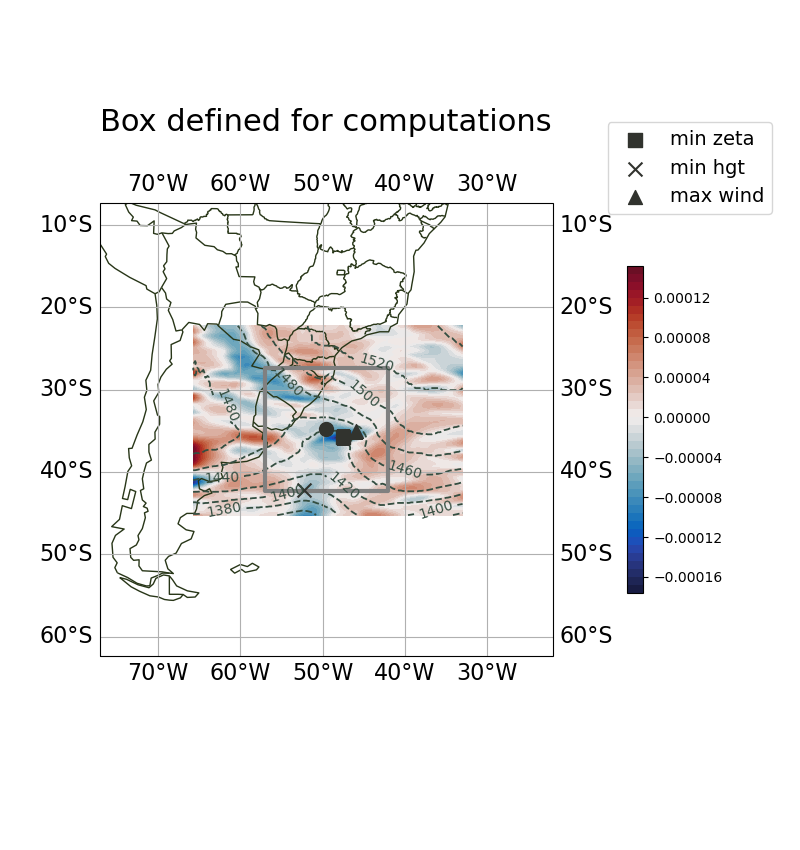 Box defined for computations
min zeta
min hgt
max wind
70°W 60°W 50°W 40°W 30°W
10°S 10°S
20°S 20°S
30°S 30°S
40°S 40°S
50°S 50°S
60°S 60°S
70°W 60°W 50°W 40°W 30°W
1520
1480
1500
1480
1460
1440
1420
1400
1380
1400
0.00012
0.00008
0.00004
0.00000
−0.00004
−0.00008
−0.00012
−0.00016